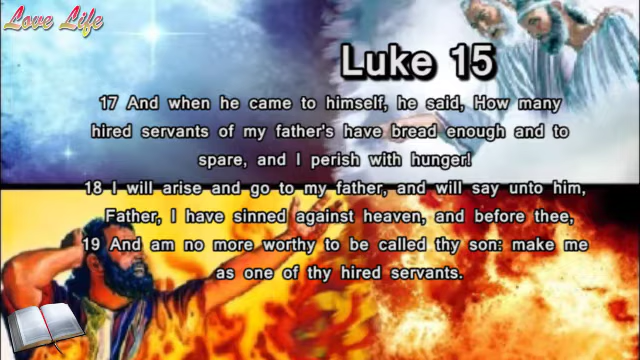 Love Life
Luke 15
17 And when he came to himself, he said, How many
hired servants of my father's have bread enough and to
spare, and I perish with hunger!
18 I will arise and go to my father, and will say unto him,
Father, I have sinned against heaven, and before thee,
19 And am no more worthy to be called thy son: make me
as one of thy hired servants.